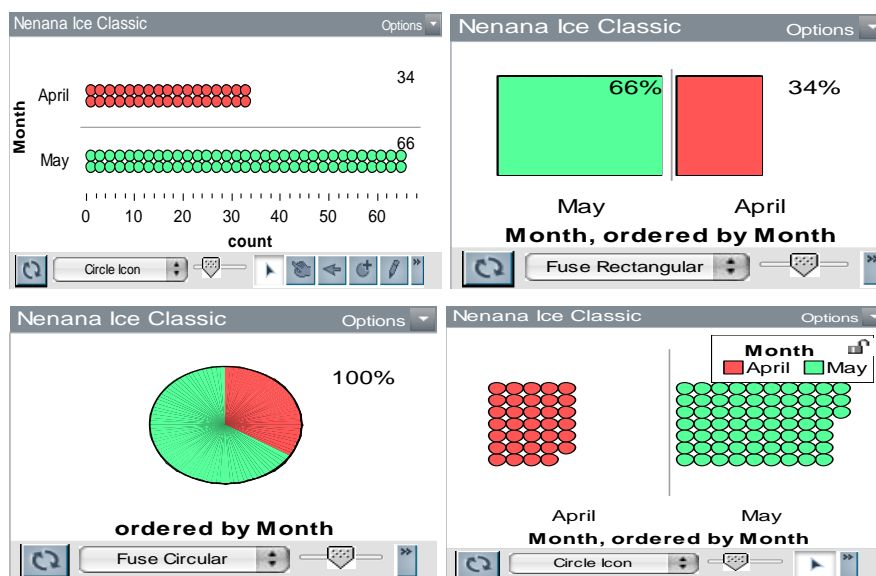 Nenana Ice Classic Options
34
April
Month
66
May
0 10 20 30 40 50 60
count
Circle Icon
Nenana Ice Classic Options
66% 34%
May April
Month, ordered by Month
Fuse Rectangular
Nenana Ice Classic Options
100%
ordered by Month
Fuse Circular
Nenana Ice Classic Options
Month
April May
April May
Month, ordered by Month
Circle Icon